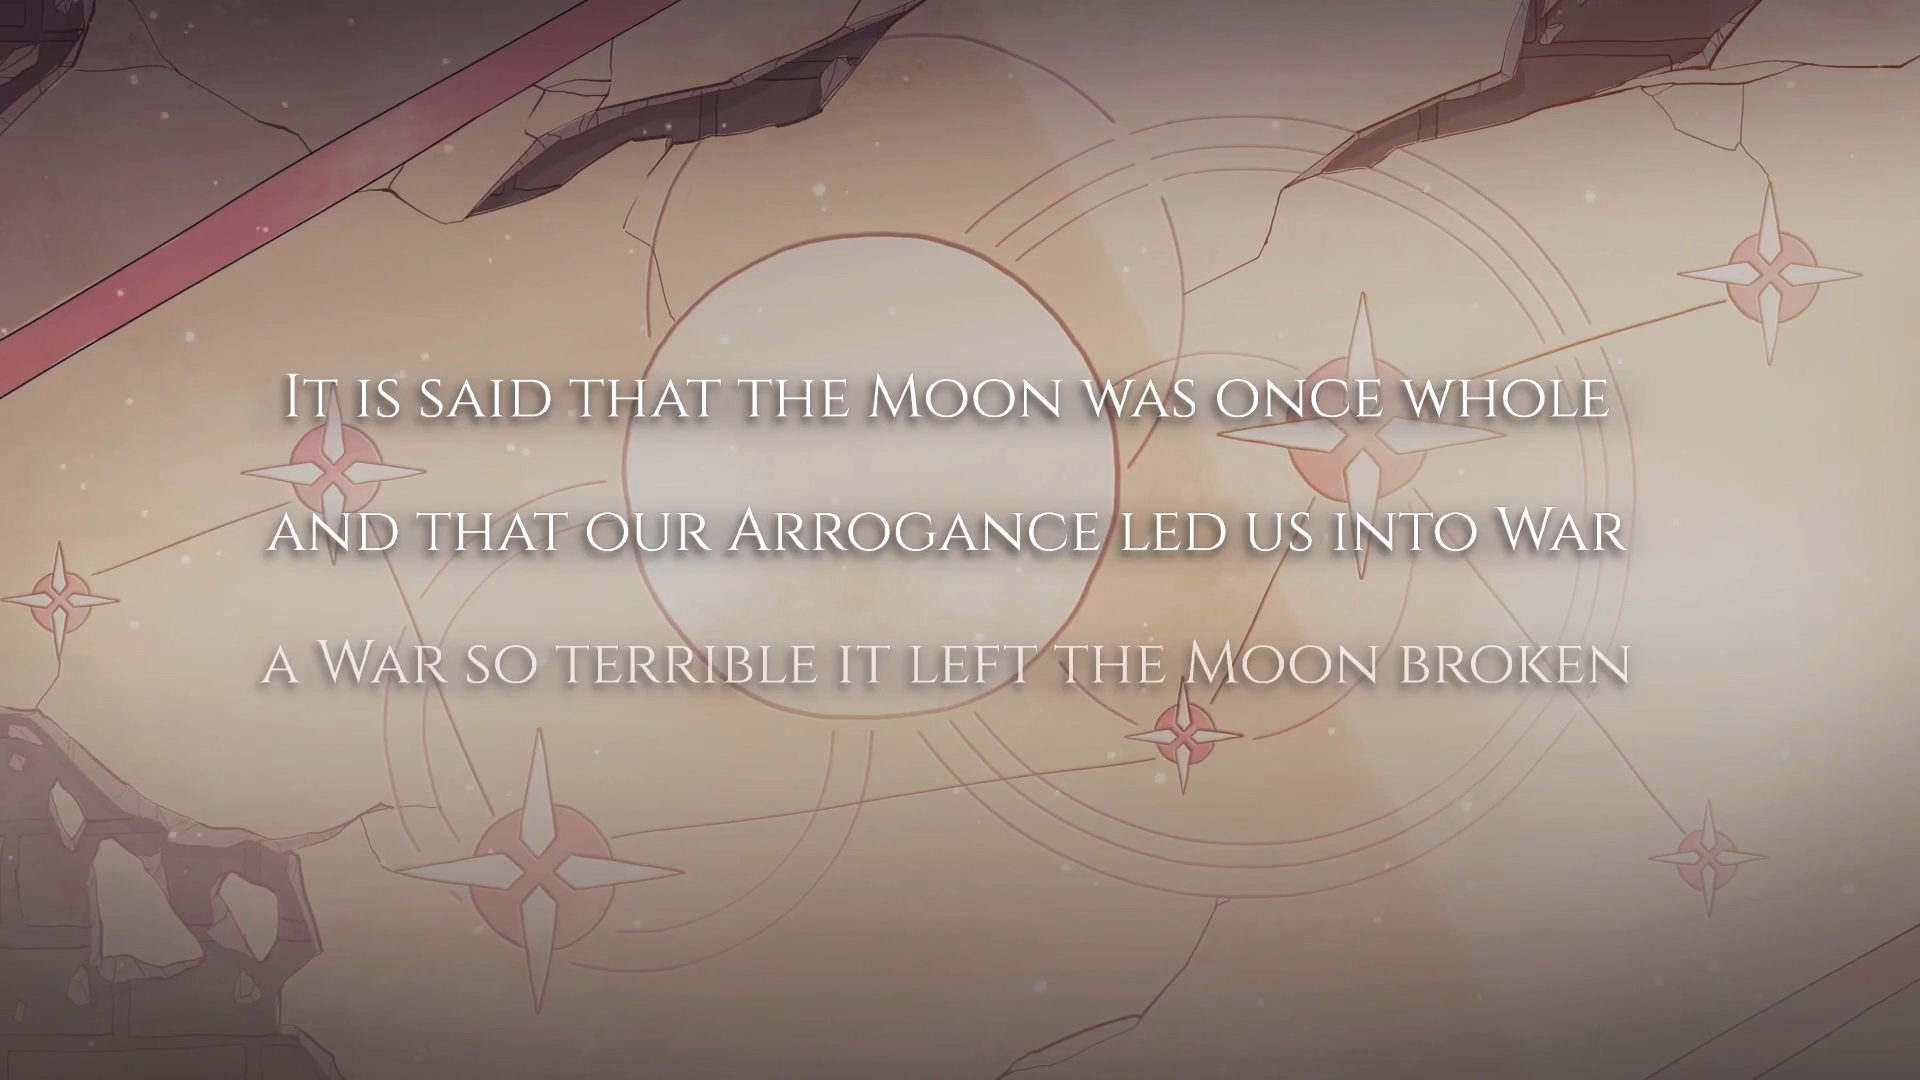 It is said that the Moon was once whole
and that our Arrogance led us into War
a War so terrible it left the Moon broken